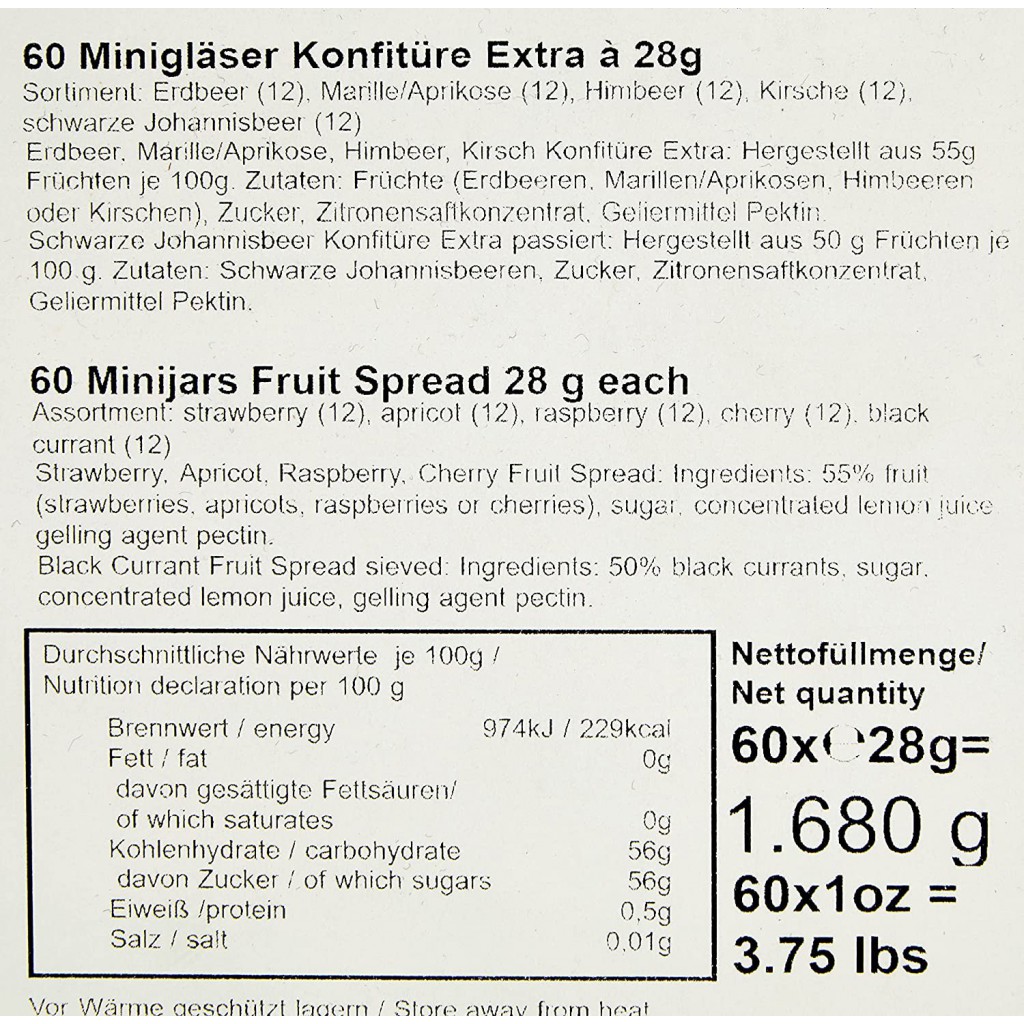 60 Minigläser Konfitüre Extra à 28g
Sortiment: Erdbeer (12), Marille/Aprikose (12), Himbeer (12), Kirsche (12),
schwarze Johannisbeer (12)
Erdbeer, Marille/Aprikose, Himbeer, Kirsch Konfitüre Extra: Hergestellt aus 55g
Früchten je 100g. Zutaten: Früchte (Erdbeeren, Marillen/Aprikosen, Himbeeren
oder Kirschen), Zucker, Zitronensaftkonzentrat, Geliermittel Pektin.
Schwarze Johannisbeer Konfitüre Extra passiert: Hergestellt aus 50 g Früchten je
100 g. Zutaten: Schwarze Johannisbeeren, Zucker, Zitronensaftkonzentrat,
Geliermittel Pektin.
60 Minijars Fruit Spread 28 g each
Assortment: strawberry (12), apricot (12), raspberry (12), cherry (12), black
currant (12)
Strawberry, Apricot, Raspberry, Cherry Fruit Spread: Ingredients: 55% fruit
(strawberries, apricots, raspberries or cherries), sugar, concentrated lemon juice
gelling agent pectin.
Black Currant Fruit Spread sieved: Ingredients: 50% black currants, sugar,
concentrated lemon juice, gelling agent pectin.
Durchschnittliche Nährwerte je 100g /
Nutrition declaration per 100 g
Brennwert / energy 974kJ / 229kcal
Fett / fat 0g
davon gesättigte Fettsäuren/
of which saturates 0g
Kohlenhydrate / carbohydrate 56g
davon Zucker / of which sugars 56g
Eiweiß /protein 0,5g
Salz / salt 0,01g
Nettofüllmenge/
Net quantity
60x℮28g=
1.680 g
60x1oz =
3.75 lbs
Vor Wärme geschützt lagern / Store away from heat